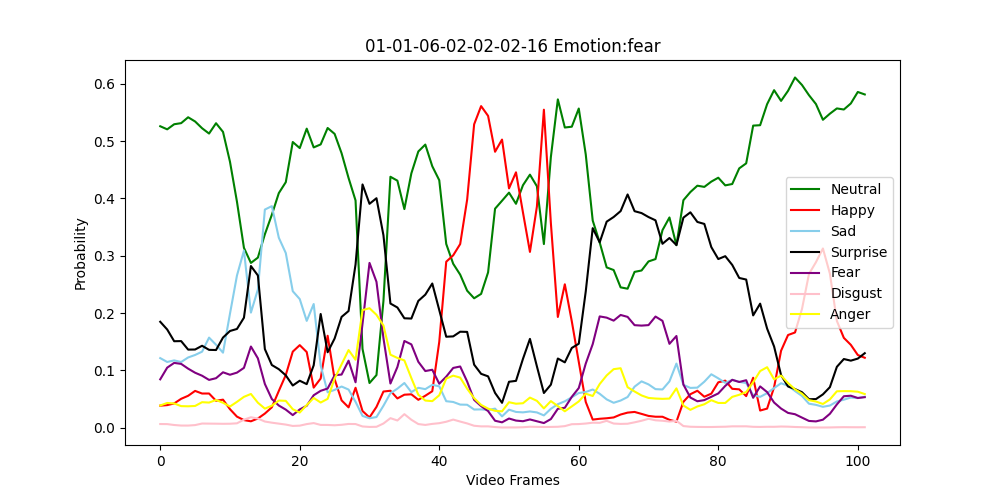 01-01-06-02-02-02-16 Emotion:fear
Probability
0.6
0.5
0.4
0.3
0.2
0.1
0.0
Neutral
Happy
Sad
Surprise
Fear
Disgust
Anger
0 20 40 60 80 100
Video Frames